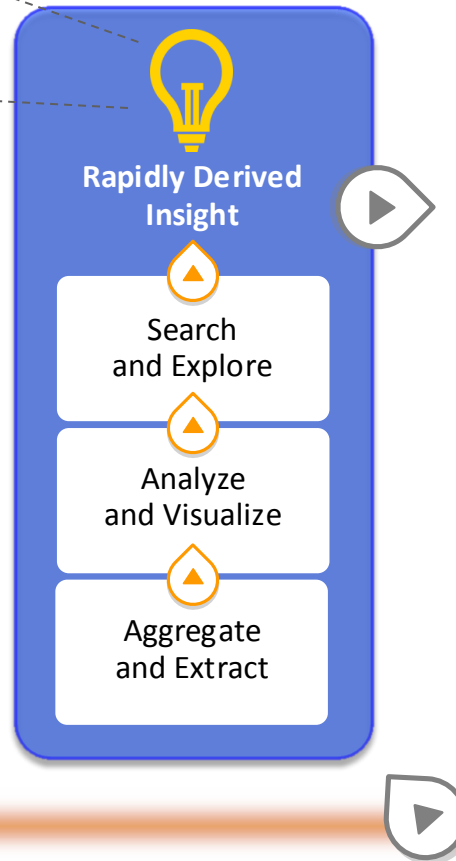 Rapidly Derived
Insight
Search
and Explore
Analyze
and Visualize
Aggregate
and Extract